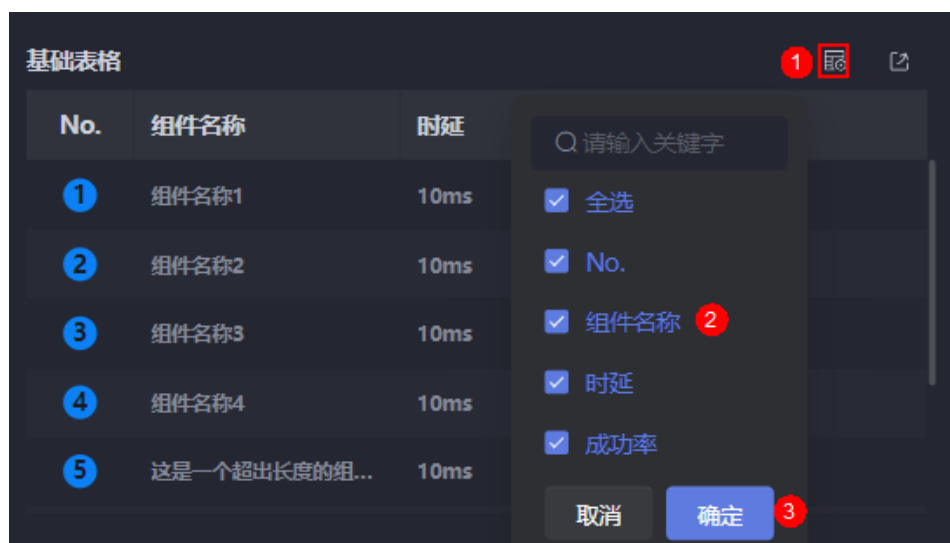 基础表格 1
No. 组件名称 时延
请输入关键字
1 组件名称1 10ms
全选
2 组件名称2 10ms
No.
3 组件名称3 10ms
组件名称 2
4 组件名称4 10ms
时延
成功率
5 这是一个超出长度的组... 10ms
取消 确定 3